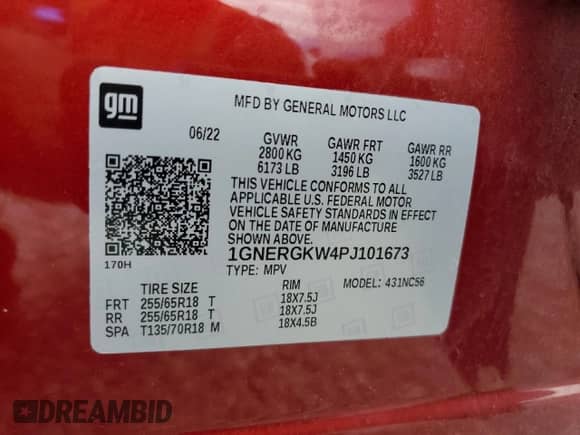 gm
MFD BY GENERAL MOTORS LLC
06/22 GVWR GAWR FRT GAWR RR
2800 KG 1450 KG 1600 KG
6173 LB 3196 LB 3527 LB
THIS VEHICLE CONFORMS TO ALL
APPLICABLE U.S. FEDERAL MOTOR
VEHICLE SAFETY STANDARDS IN EFFECT
ON THE DATE OF MANUFACTURE
SHOWN ABOVE.
170H
1GNERGKW4PJ101673
TYPE: MPV MODEL: 431NC56
TIRE SIZE RIM
FRT 255/65R18 T 18X7.5J
RR 255/65R18 T 18X7.5J
SPA T135/70R18 M 18X4.5B
DREAMBID